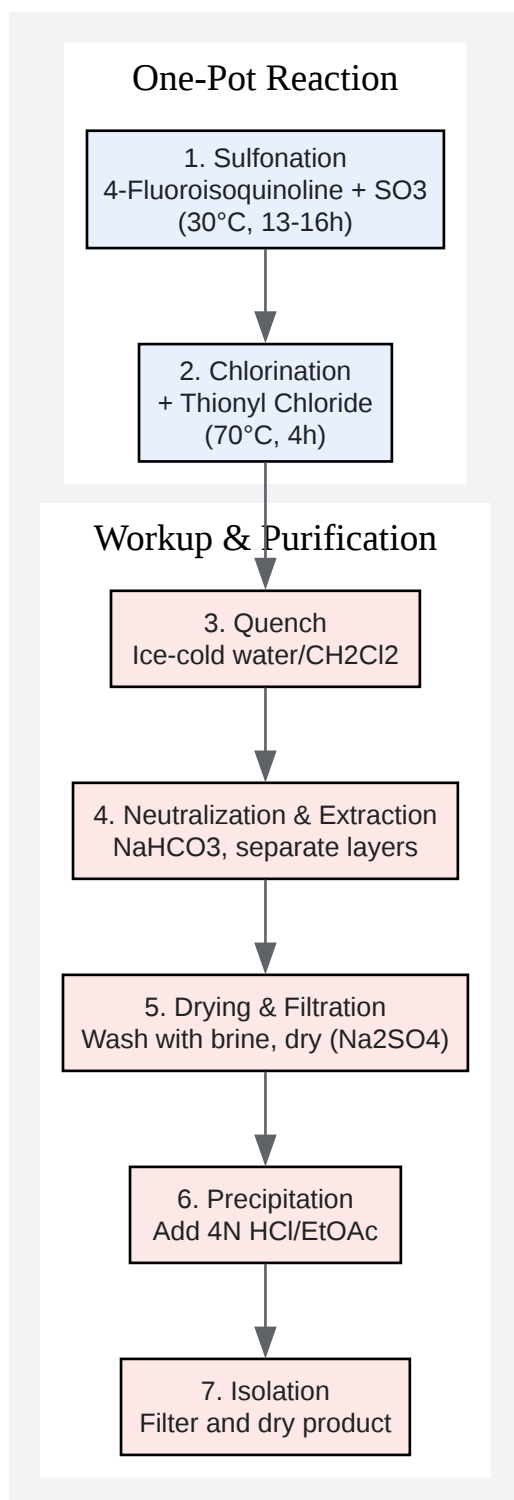 One-Pot Reaction
1. Sulfonation
4-Fluoroisoquinoline + SO3
(30°C, 13-16h)
2. Chlorination
+ Thionyl Chloride
(70°C, 4h)
Workup & Purification
3. Quench
Ice-cold water/CH2Cl2
4. Neutralization & Extraction
NaHCO3, separate layers
5. Drying & Filtration
Wash with brine, dry (Na2SO4)
6. Precipitation
Add 4N HCl/EtOAc
7. Isolation
Filter and dry product